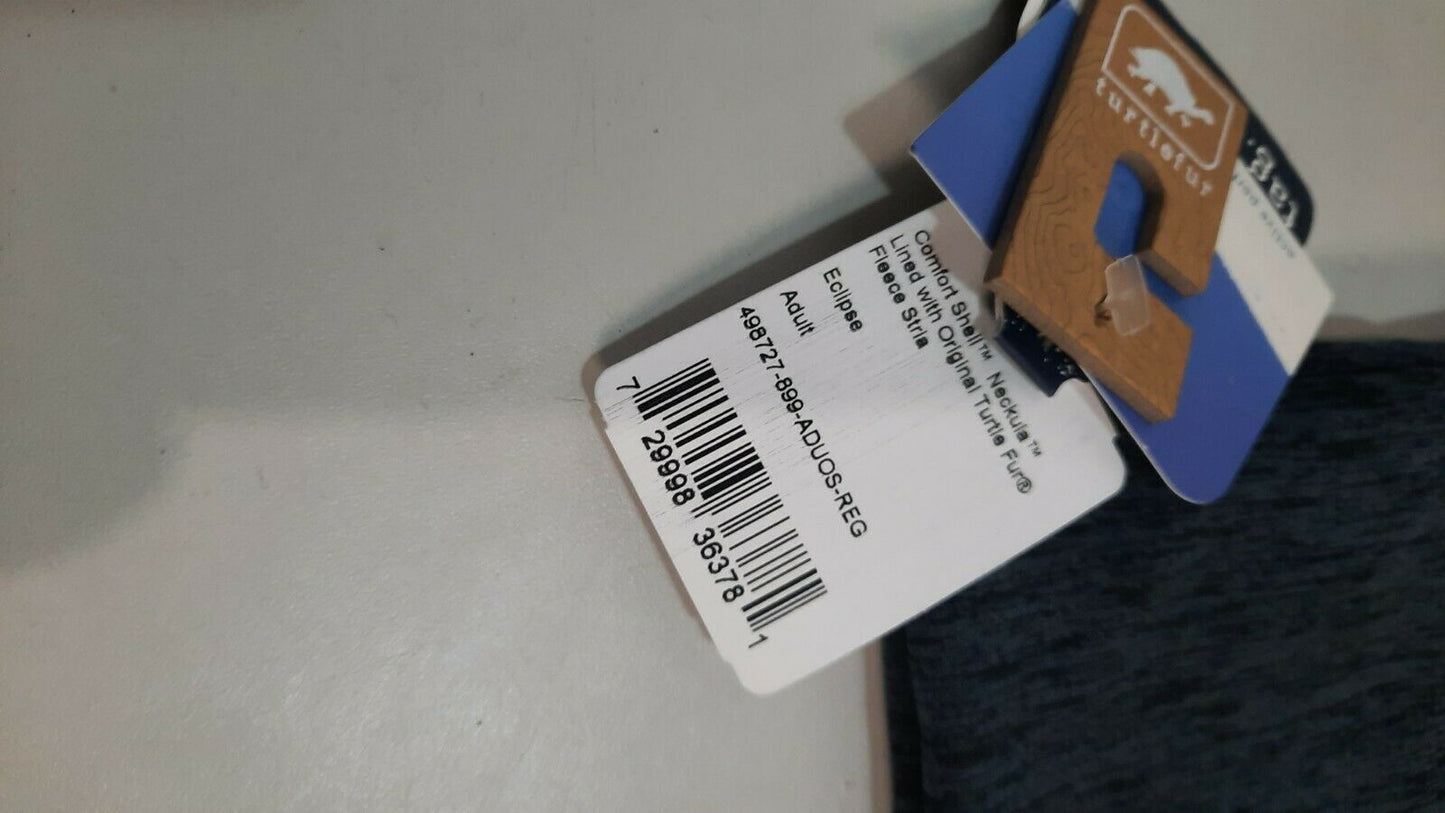 turtlefur
Comfort Shell™ Neckula™
Lined with Original Turtle Fur®
Fleece Stria
Eclipse
Adult
498727-899-ADUOS-REG
7 29998 36378 1